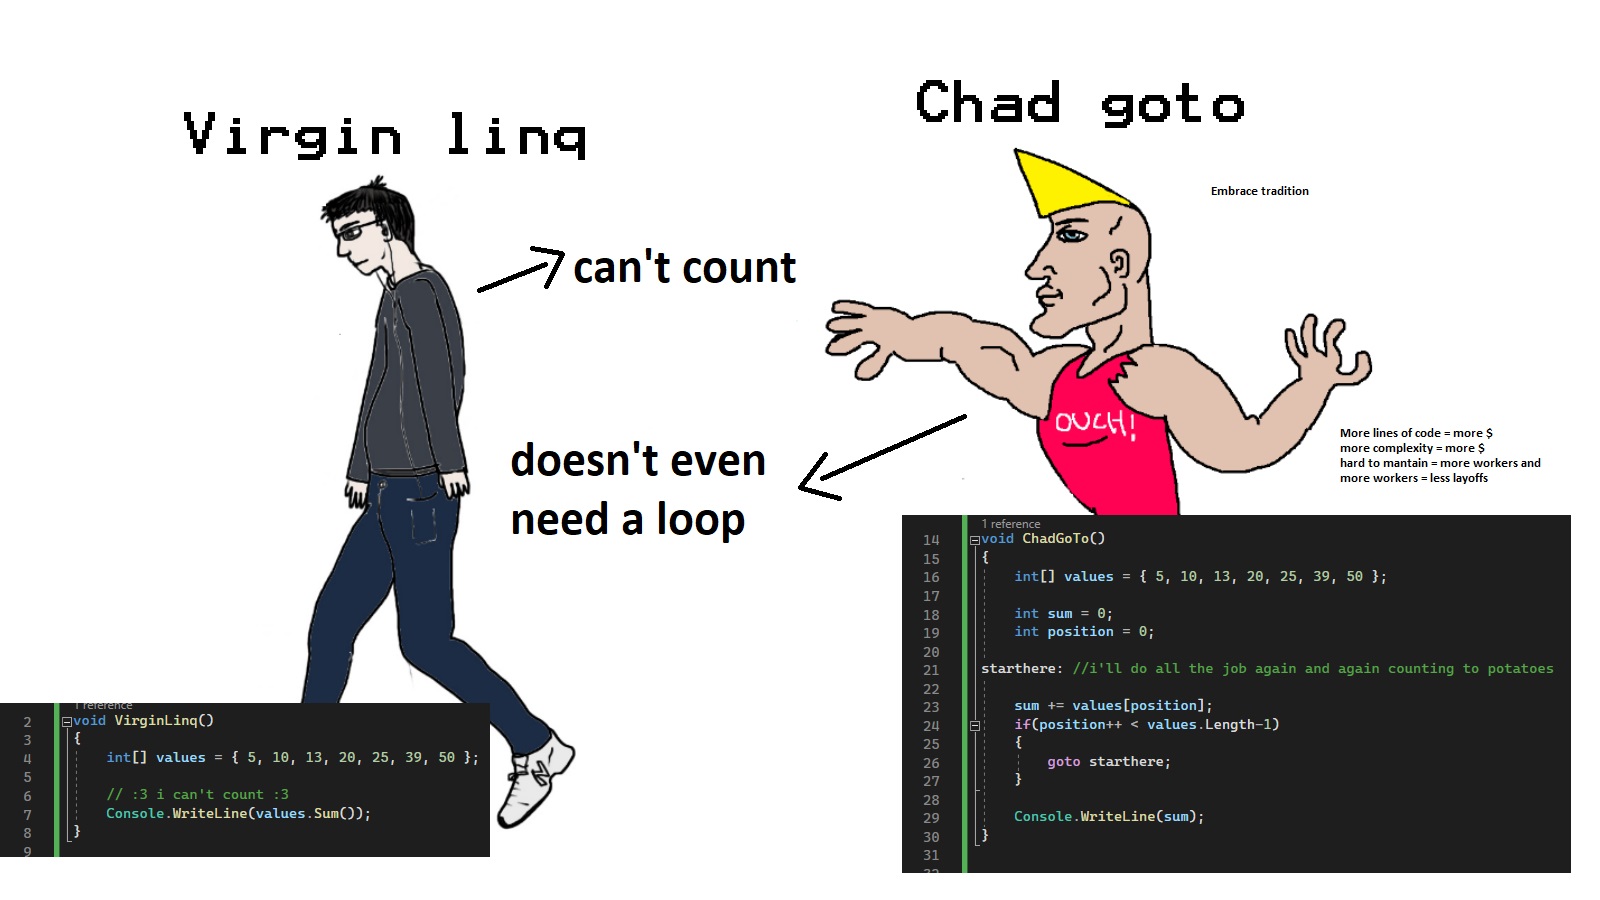 Virgin linq
Chad goto
Embrace tradition
can't count
OUCH!
doesn't even
need a loop
More lines of code = more $
more complexity = more $
hard to mantain = more workers and
more workers = less layoffs
1 reference
14 void ChadGoTo()
15 {
16 int[] values = { 5, 10, 13, 20, 25, 39, 50 };
17
18 int sum = 0;
19 int position = 0;
20
21 starthere: //i'll do all the job again and again counting to potatoes
22
23 sum += values[position];
24 if(position++ < values.Length-1)
25 {
26 goto starthere;
27 }
28
29 Console.WriteLine(sum);
30 }
31
32
1 reference
2 void VirginLinq()
3 {
4 int[] values = { 5, 10, 13, 20, 25, 39, 50 };
5
6 // :3 i can't count :3
7 Console.WriteLine(values.Sum());
8 }
9